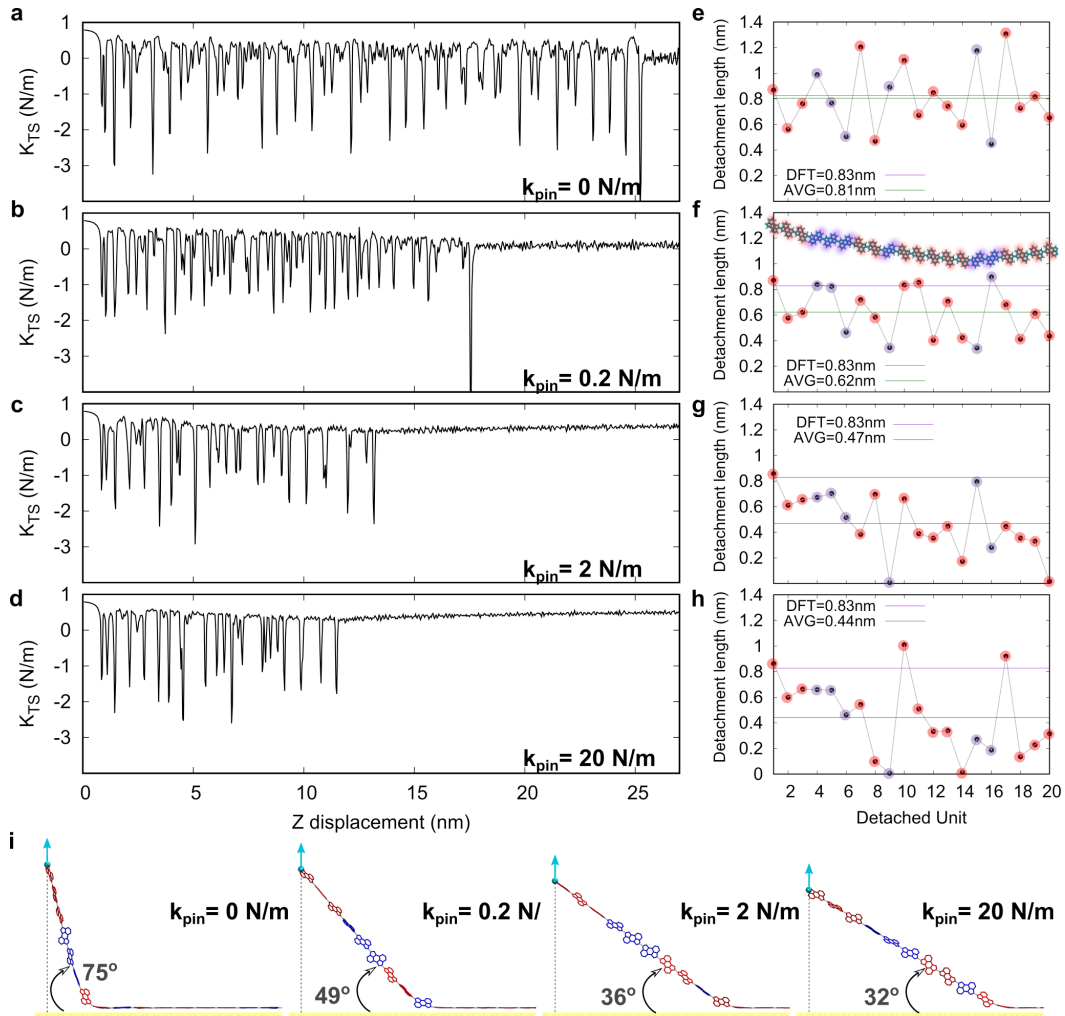 a
K_TS (N/m)
1
0
-1
-2
-3
k_pin= 0 N/m
b
K_TS (N/m)
1
0
-1
-2
-3
-4
k_pin= 0.2 N/m
c
K_TS (N/m)
1
0
-1
-2
-3
k_pin= 2 N/m
d
K_TS (N/m)
1
0
-1
-2
-3
k_pin= 20 N/m
0 5 10 15 20 25
Z displacement (nm)
e
Detachment length (nm)
1.4
1.2
1
0.8
0.6
0.4
0.2
DFT=0.83nm
AVG=0.81nm
f
Detachment length (nm)
1.4
1.2
1
0.8
0.6
0.4
0.2
0
DFT=0.83nm
AVG=0.62nm
g
Detachment length (nm)
1.4
1.2
1
0.8
0.6
0.4
0.2
0
DFT=0.83nm
AVG=0.47nm
h
Detachment length (nm)
1.4
1.2
1
0.8
0.6
0.4
0.2
0
DFT=0.83nm
AVG=0.44nm
2 4 6 8 10 12 14 16 18 20
Detached Unit
i
k_pin= 0 N/m
75º
k_pin= 0.2 N/
49º
k_pin= 2 N/m
36º
k_pin= 20 N/m
32º